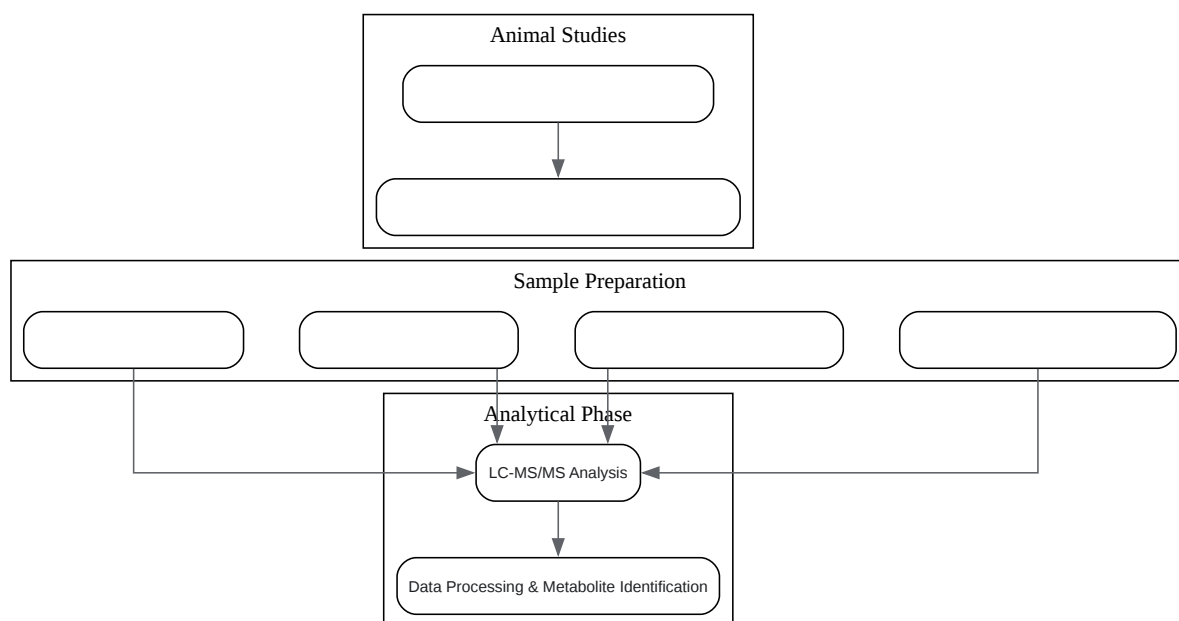 Animal Studies
Sample Preparation
Analytical Phase
LC-MS/MS Analysis
Data Processing & Metabolite Identification